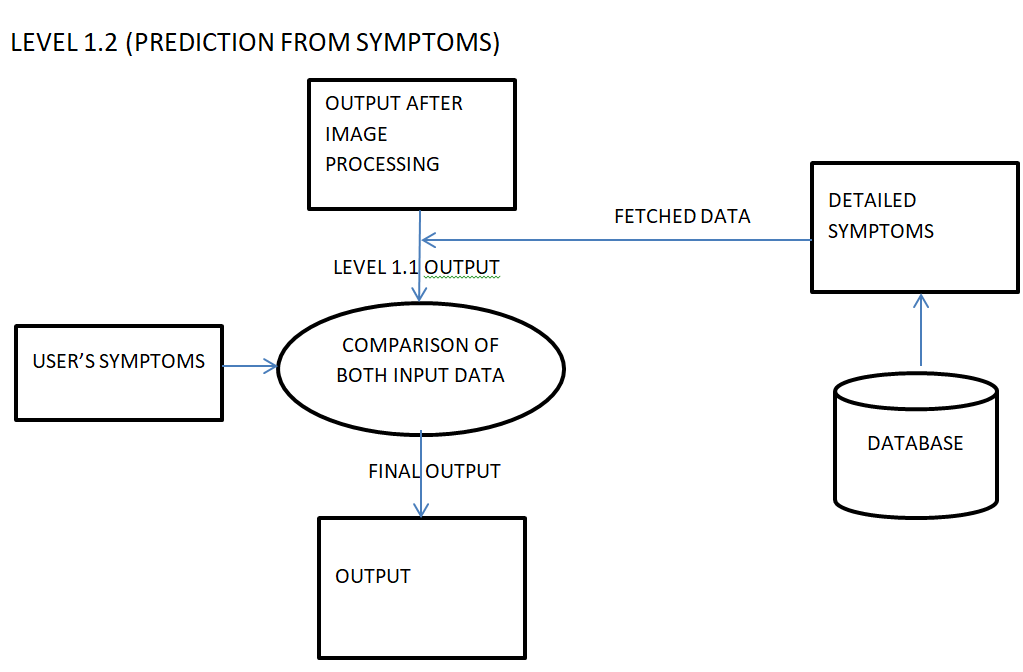 LEVEL 1.2 (PREDICTION FROM SYMPTOMS)
OUTPUT AFTER
IMAGE
PROCESSING
DETAILED
SYMPTOMS
FETCHED DATA
LEVEL 1.1 OUTPUT
USER’S SYMPTOMS
COMPARISON OF
BOTH INPUT DATA
DATABASE
FINAL OUTPUT
OUTPUT